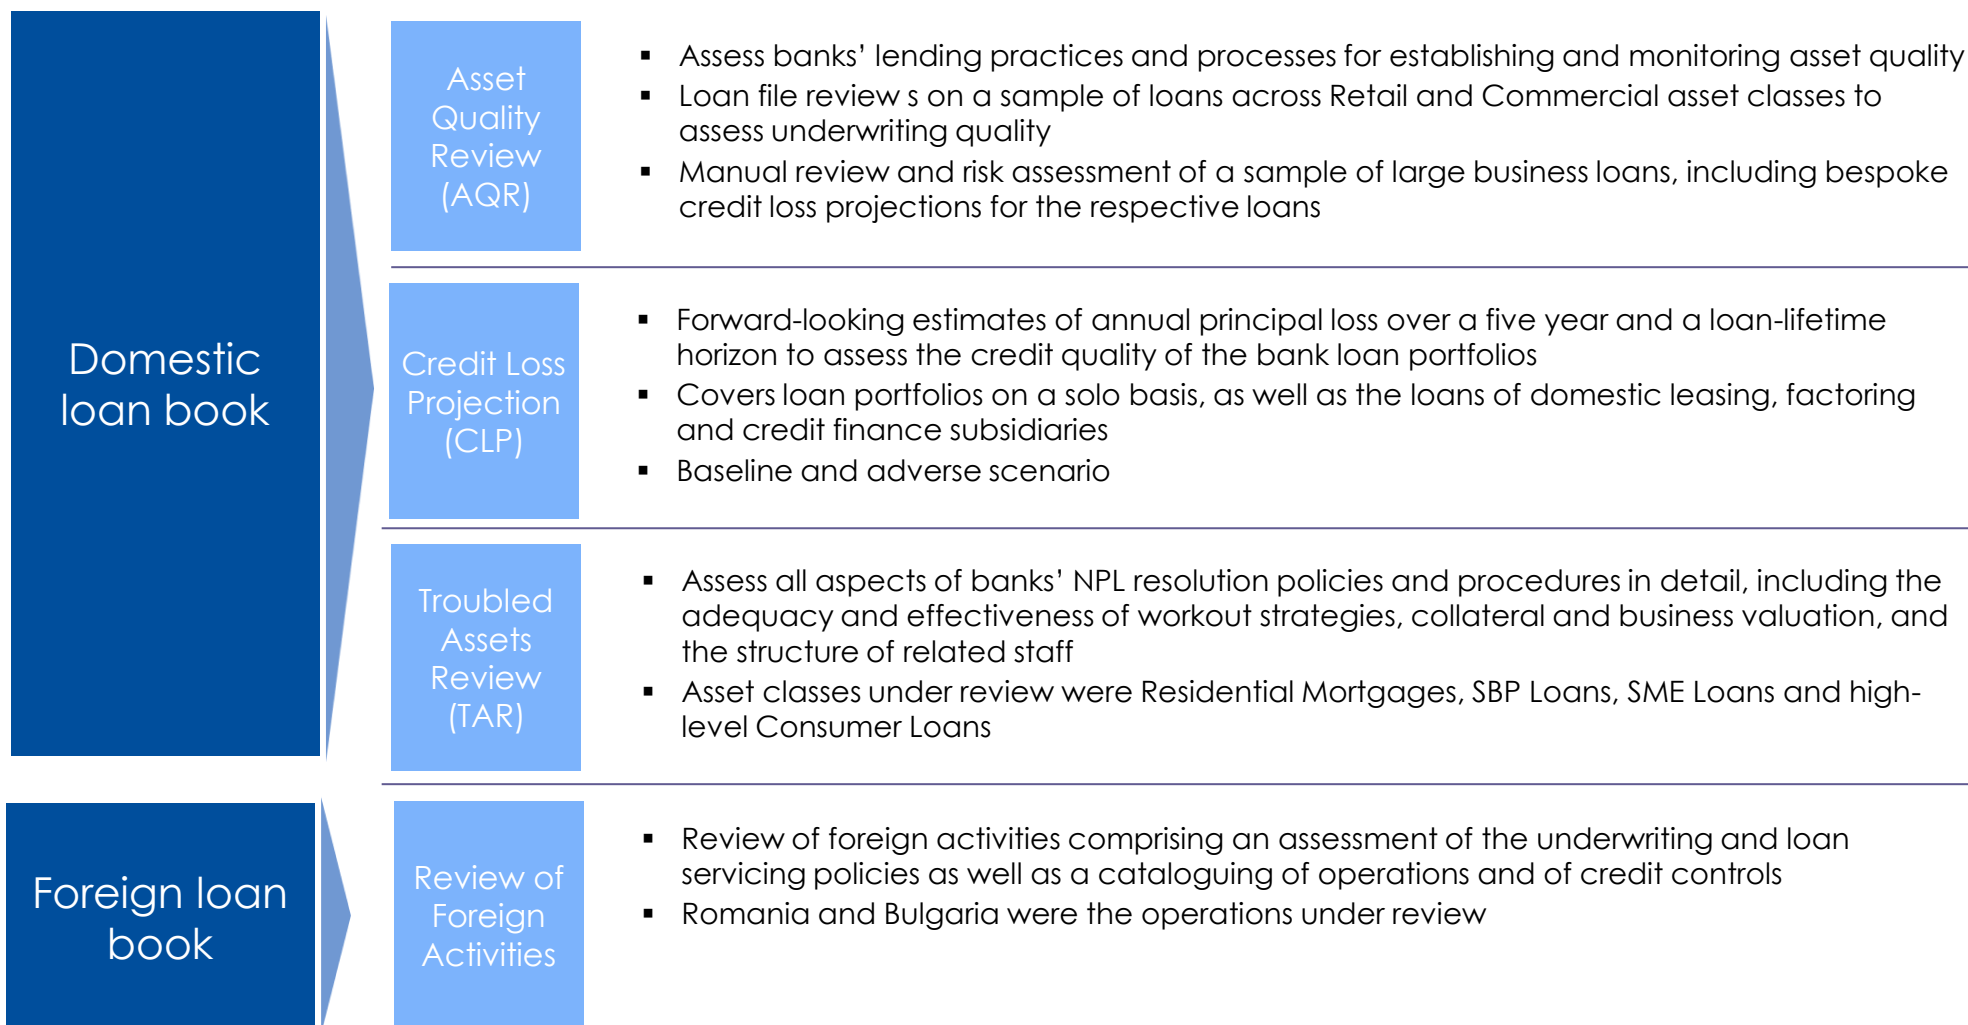 Domestic
loan book
Asset
Quality
Review
(AQR)
▪ Assess banks’ lending practices and processes for establishing and monitoring asset quality
▪ Loan file review s on a sample of loans across Retail and Commercial asset classes to
assess underwriting quality
▪ Manual review and risk assessment of a sample of large business loans, including bespoke
credit loss projections for the respective loans
Credit Loss
Projection
(CLP)
▪ Forward-looking estimates of annual principal loss over a five year and a loan-lifetime
horizon to assess the credit quality of the bank loan portfolios
▪ Covers loan portfolios on a solo basis, as well as the loans of domestic leasing, factoring
and credit finance subsidiaries
▪ Baseline and adverse scenario
Troubled
Assets
Review
(TAR)
▪ Assess all aspects of banks’ NPL resolution policies and procedures in detail, including the
adequacy and effectiveness of workout strategies, collateral and business valuation, and
the structure of related staff
▪ Asset classes under review were Residential Mortgages, SBP Loans, SME Loans and high-
level Consumer Loans
Foreign loan
book
Review of
Foreign
Activities
▪ Review of foreign activities comprising an assessment of the underwriting and loan
servicing policies as well as a cataloguing of operations and of credit controls
▪ Romania and Bulgaria were the operations under review